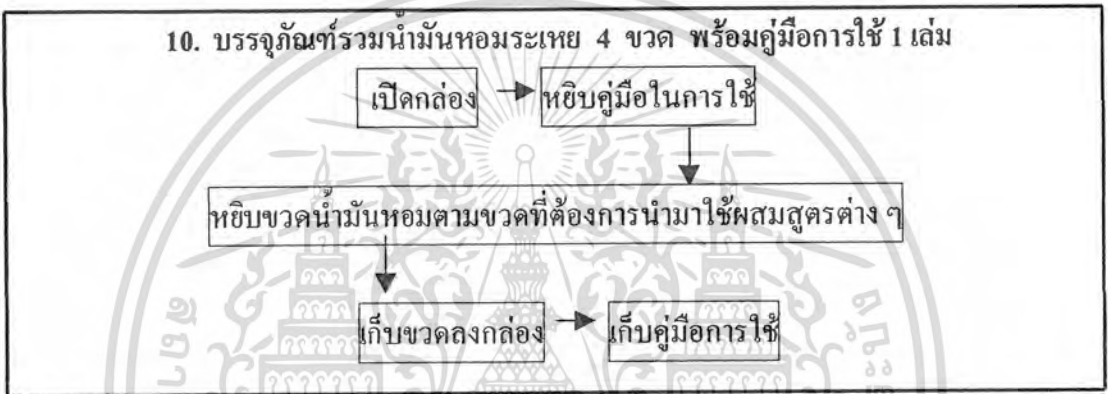 10. บรรจุภัณฑ์รวมน้ำมันหอมระเหย 4 ขวด พร้อมคู่มือการใช้ 1 เล่ม
เปิดกล่อง
หยิบคู่มือในการใช้
หยิบขวดน้ำมันหอมตามขวดที่ต้องการนำมาใช้ผสมสูตรต่าง ๆ
เก็บขวดลงกล่อง
เก็บคู่มือการใช้